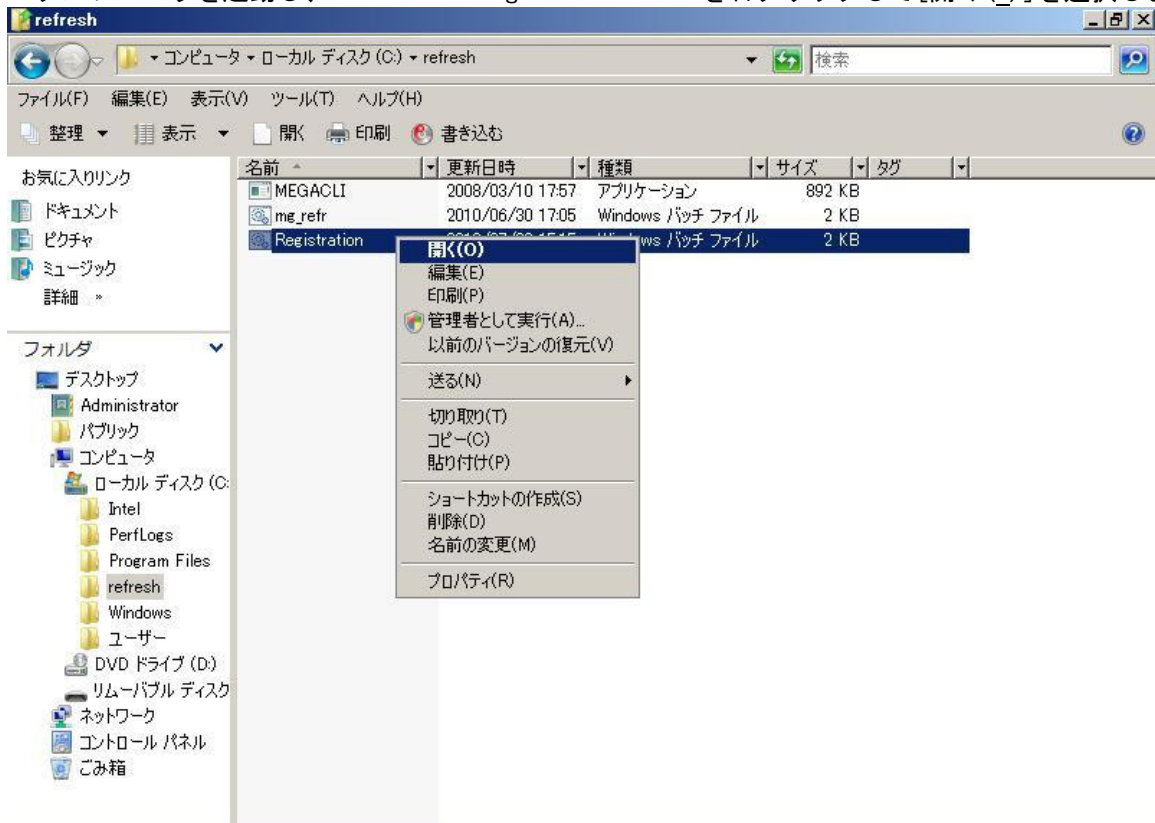 refresh
コンピュータ ▾ ローカル ディスク (C:) ▾ refresh
検索
ファイル(F) 編集(E) 表示(V) ツール(T) ヘルプ(H)
整理 表示 開く 印刷 書き込む
お気に入りリンク
ドキュメント
ピクチャ
ミュージック
詳細 »
フォルダ
デスクトップ
Administrator
パブリック
コンピュータ
ローカル ディスク (C:
Intel
PerfLogs
Program Files
refresh
Windows
ユーザー
DVD ドライブ (D:)
リムーバブル ディスク
ネットワーク
コントロール パネル
ごみ箱
名前 更新日時 種類 サイズ タグ
MEGACLI 2008/03/10 17:57 アプリケーション 892 KB
mg_refr 2010/06/30 17:05 Windows バッチ ファイル 2 KB
Registration ws バッチ ファイル 2 KB
開く(O)
編集(E)
印刷(P)
管理者として実行(A)...
以前のバージョンの復元(V)
送る(N)
切り取り(T)
コピー(C)
貼り付け(P)
ショートカットの作成(S)
削除(D)
名前の変更(M)
プロパティ(R)